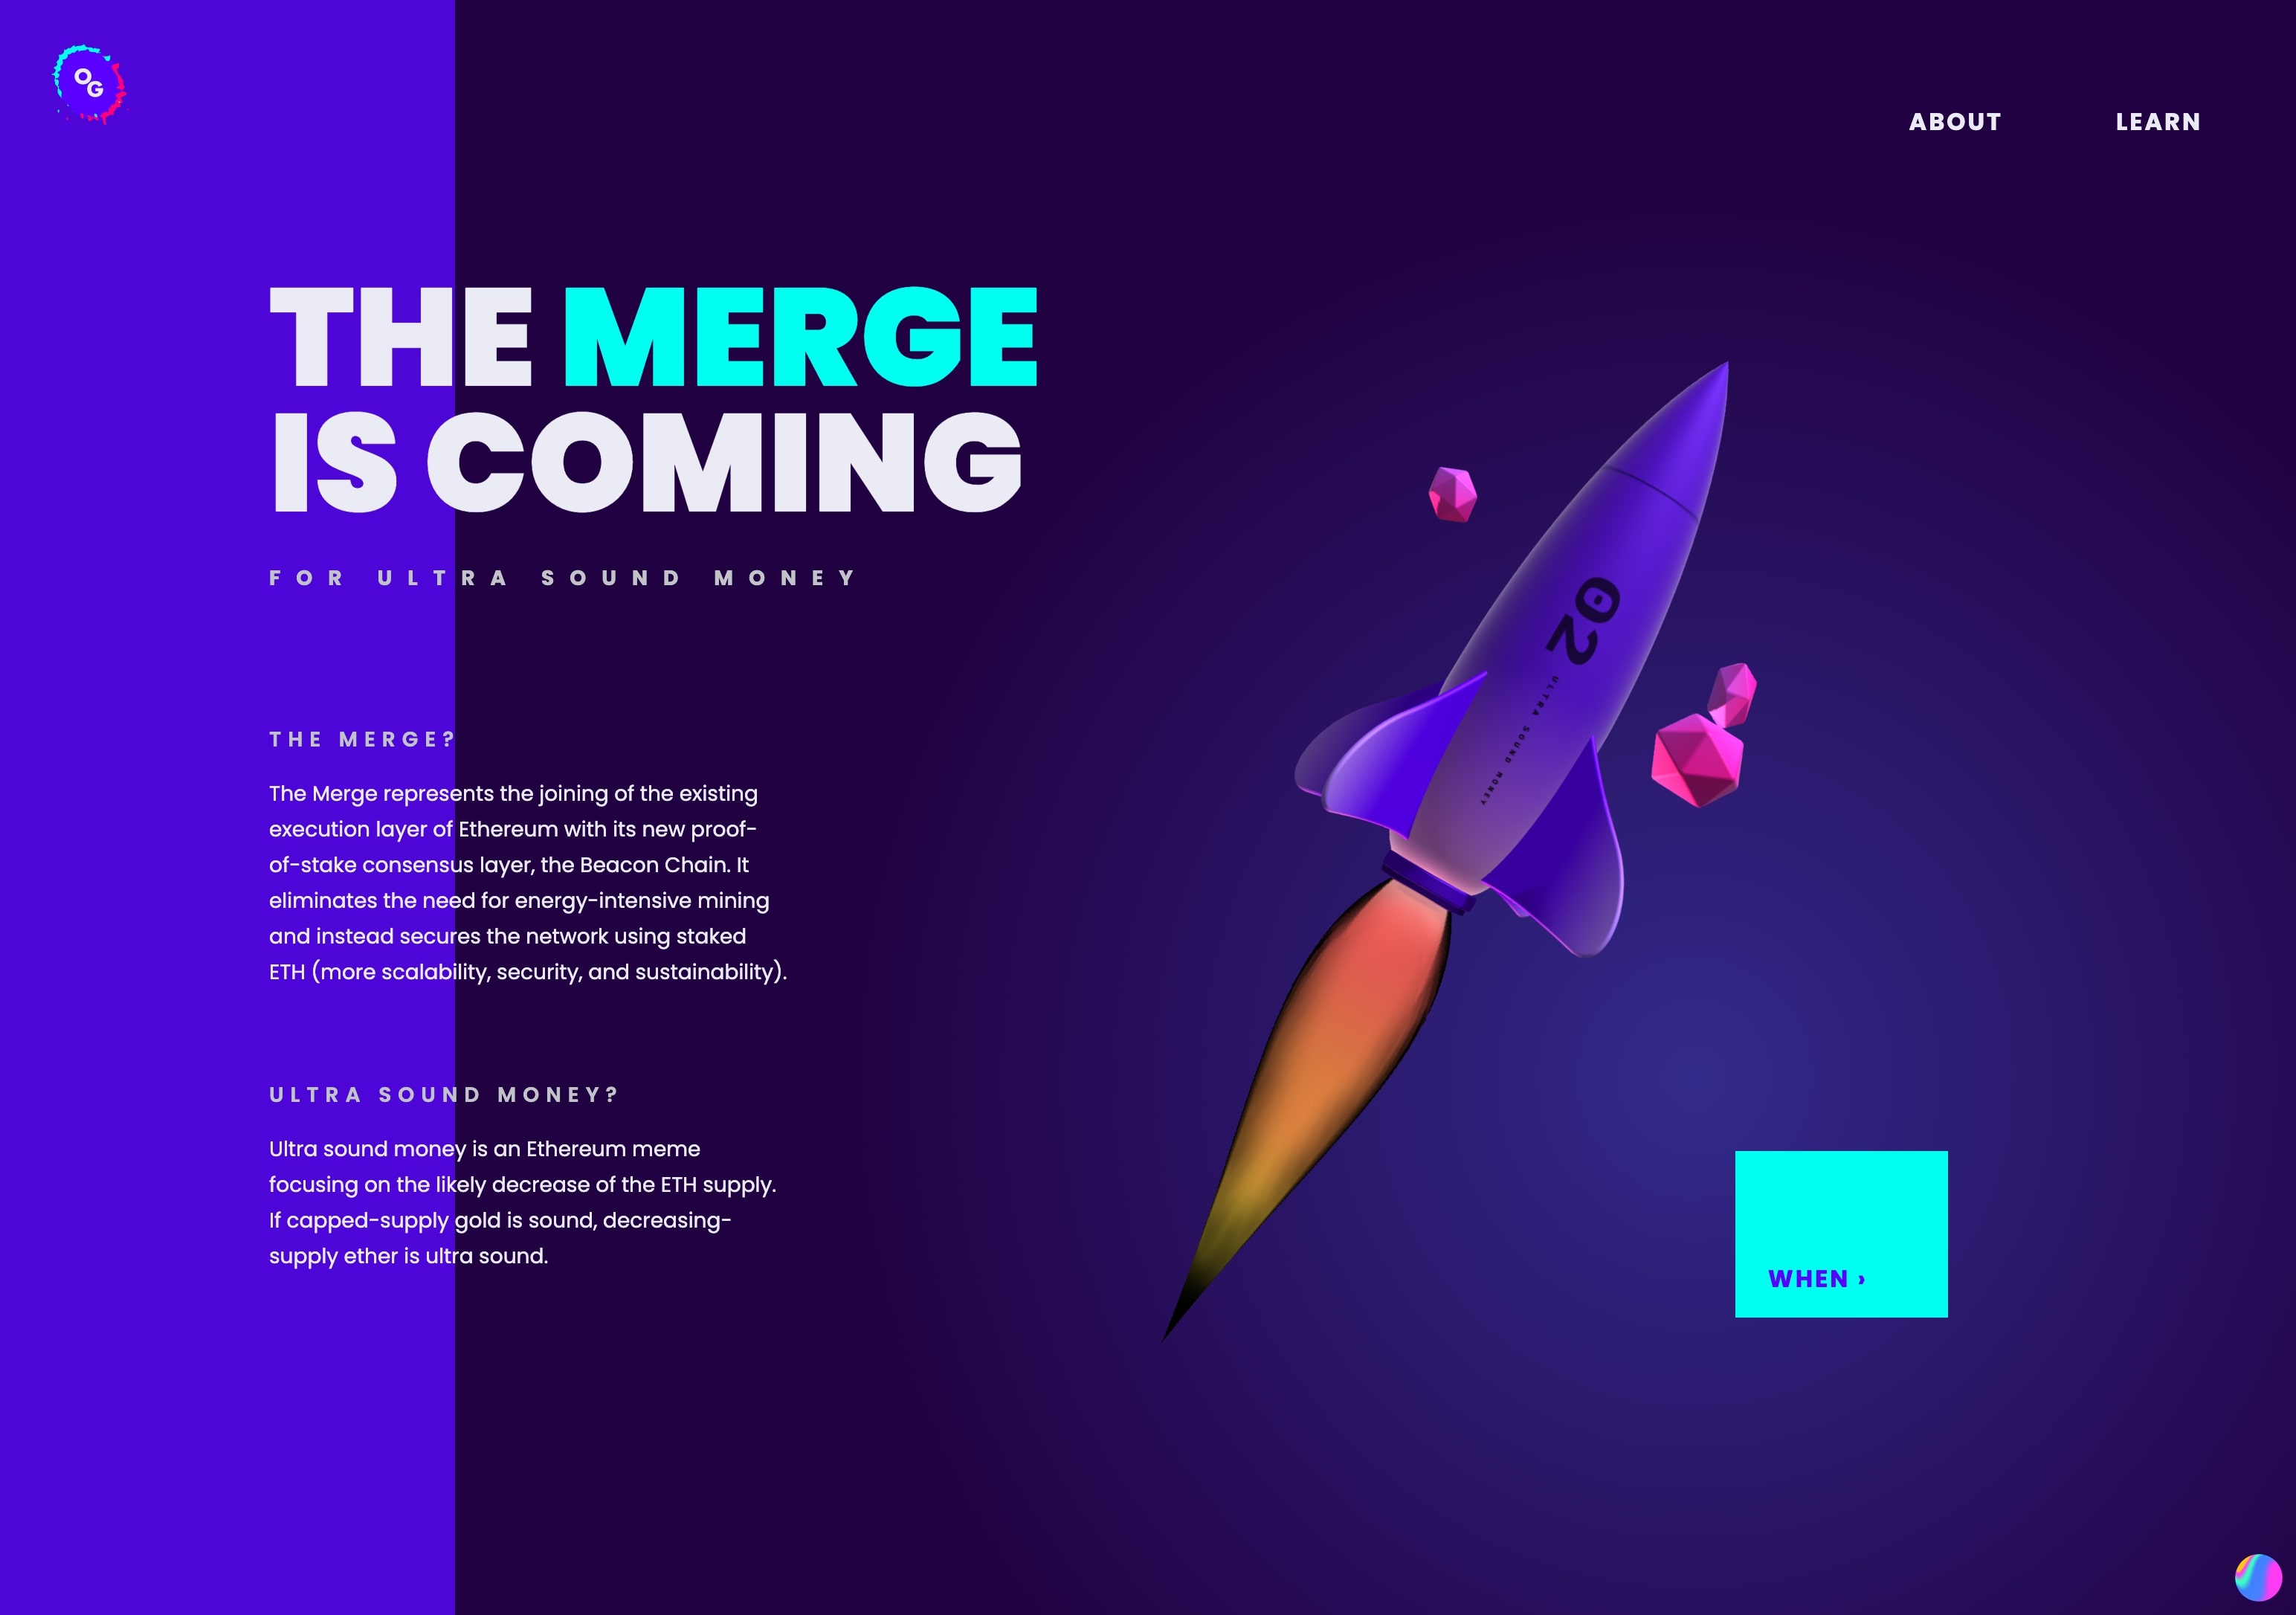 OG
ABOUT
LEARN
THE MERGE
IS COMING
FOR ULTRA SOUND MONEY
THE MERGE?
The Merge represents the joining of the existing
execution layer of Ethereum with its new proof-
of-stake consensus layer, the Beacon Chain. It
eliminates the need for energy-intensive mining
and instead secures the network using staked
ETH (more scalability, security, and sustainability).
ULTRA SOUND MONEY?
Ultra sound money is an Ethereum meme
focusing on the likely decrease of the ETH supply.
If capped-supply gold is sound, decreasing-
supply ether is ultra sound.
02
ULTRA SOUND MONEY
WHEN ›